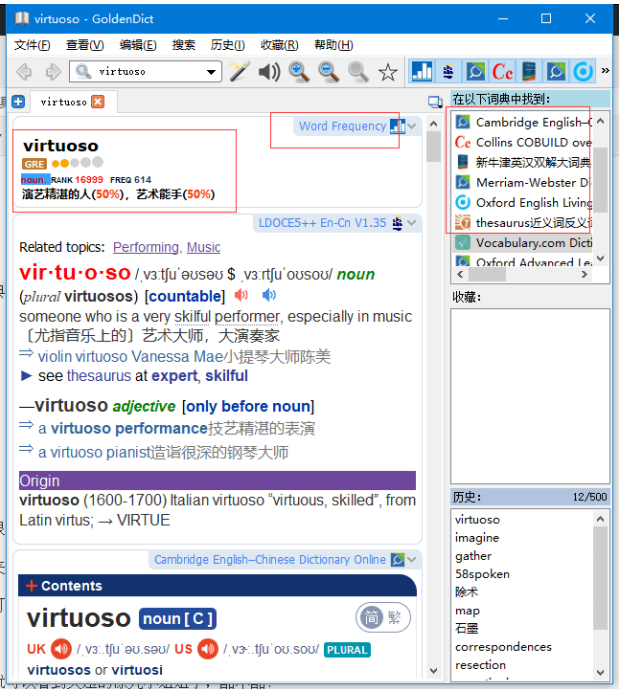 virtuoso - GoldenDict
文件(F) 查看(V) 编辑(E) 搜索 历史(I) 收藏(R) 帮助(H)
virtuoso
virtuoso
在以下词典中找到:
Word Frequency
virtuoso
GRE
noun. RANK 16999 FREQ 614
演艺精湛的人(50%)，艺术能手(50%)
LDOCE5++ En-Cn V1.35
Related topics: Performing, Music
vir·tu·o·so /ˌvɜːtʃuˈəʊsəʊ $ ˌvɜːrtʃuˈoʊsoʊ/ noun
(plural virtuosos) [countable]
someone who is a very skilful performer, especially in music
〔尤指音乐上的〕艺术大师，大演奏家
⇒ violin virtuoso Vanessa Mae小提琴大师陈美
► see thesaurus at expert, skilful
—virtuoso adjective [only before noun]
⇒ a virtuoso performance技艺精湛的表演
⇒ a virtuoso pianist造诣很深的钢琴大师
Origin
virtuoso (1600-1700) Italian virtuoso "virtuous, skilled", from
Latin virtus; → VIRTUE
Cambridge English–Chinese Dictionary Online
+ Contents
virtuoso noun [ C ]
简 繁
UK /ˌvɜː.tʃuˈəʊ.səʊ/ US /ˌvɝː.tʃuˈoʊ.soʊ/ PLURAL
virtuosos or virtuosi
Cambridge English–C
Collins COBUILD ove
新牛津英汉双解大词典
Merriam-Webster Di
Oxford English Living
thesaurus近义词反义
Vocabulary.com Dicti
Oxford Advanced Le
收藏:
历史: 12/500
virtuoso
imagine
gather
58spoken
除术
map
石墨
correspondences
resection